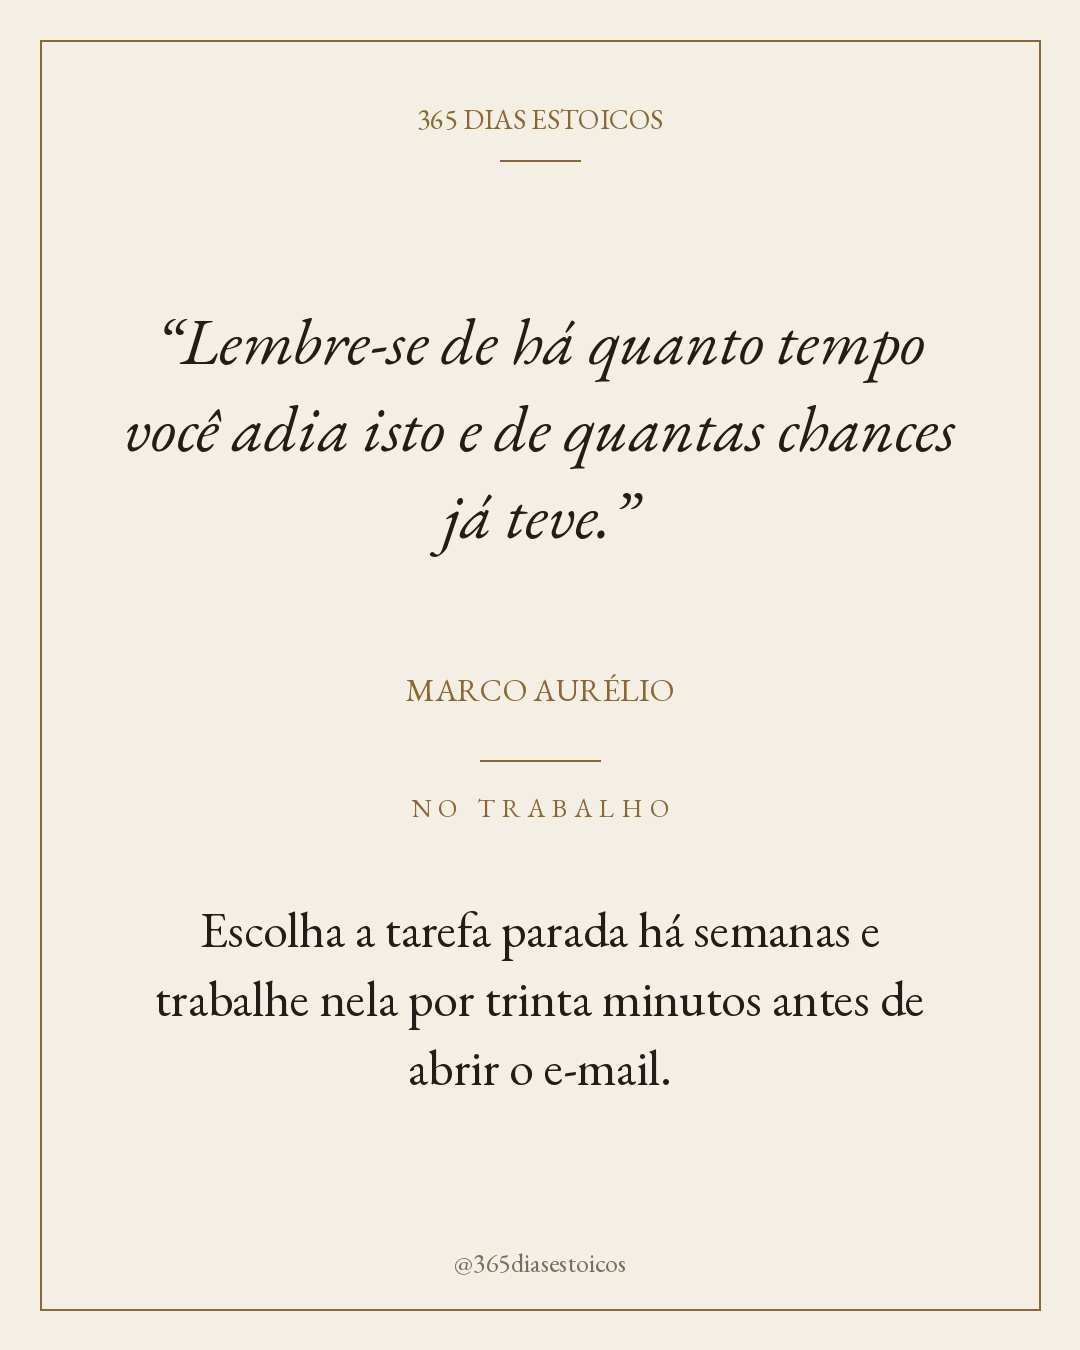 365 DIAS ESTOICOS
“Lembre-se de há quanto tempo
você adia isto e de quantas chances
já teve.”
MARCO AURÉLIO
NO TRABALHO
Escolha a tarefa parada há semanas e
trabalhe nela por trinta minutos antes de
abrir o e-mail.
@365diasestoicos